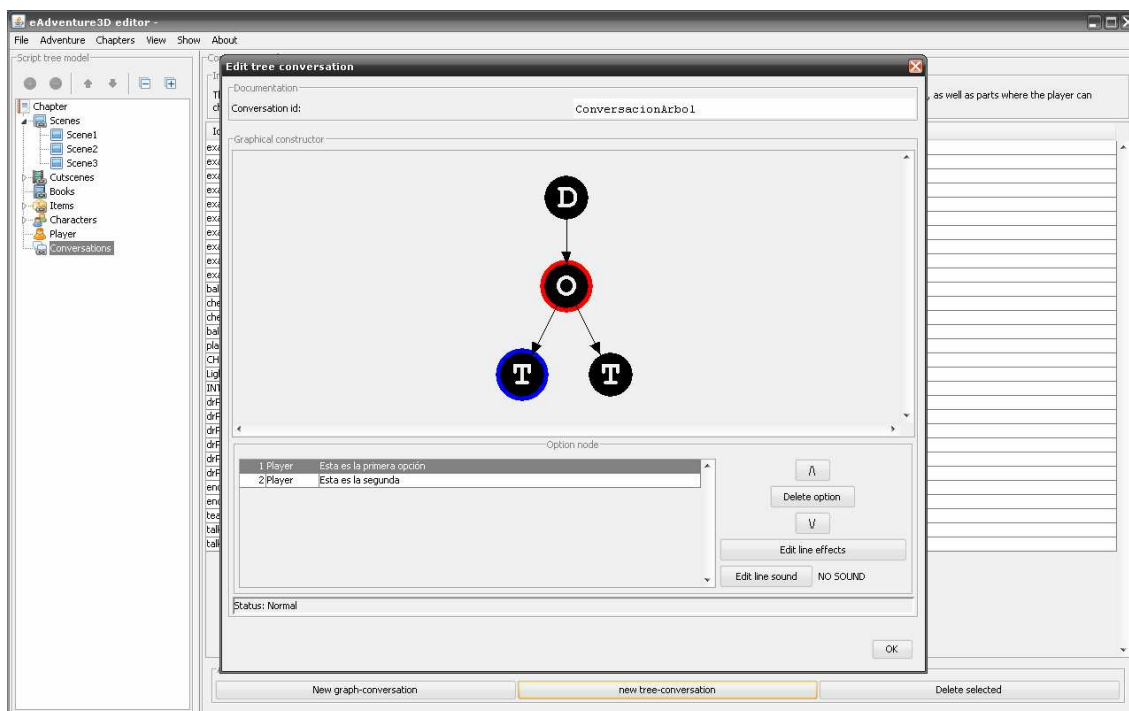 eAdventure3D editor -
File Adventure Chapters View Show About
Script tree model
Chapter
Scenes
Scene1
Scene2
Scene3
Cutscenes
Books
Items
Characters
Player
Conversations
, as well as parts where the player can
Edit tree conversation
Documentation
Conversation id: ConversacionArbol
Graphical constructor
D
O
T T
Option node
1 Player Esta es la primera opción
2 Player Esta es la segunda
/\
Delete option
\/
Edit line effects
Edit line sound NO SOUND
Status: Normal
OK
New graph-conversation new tree-conversation Delete selected